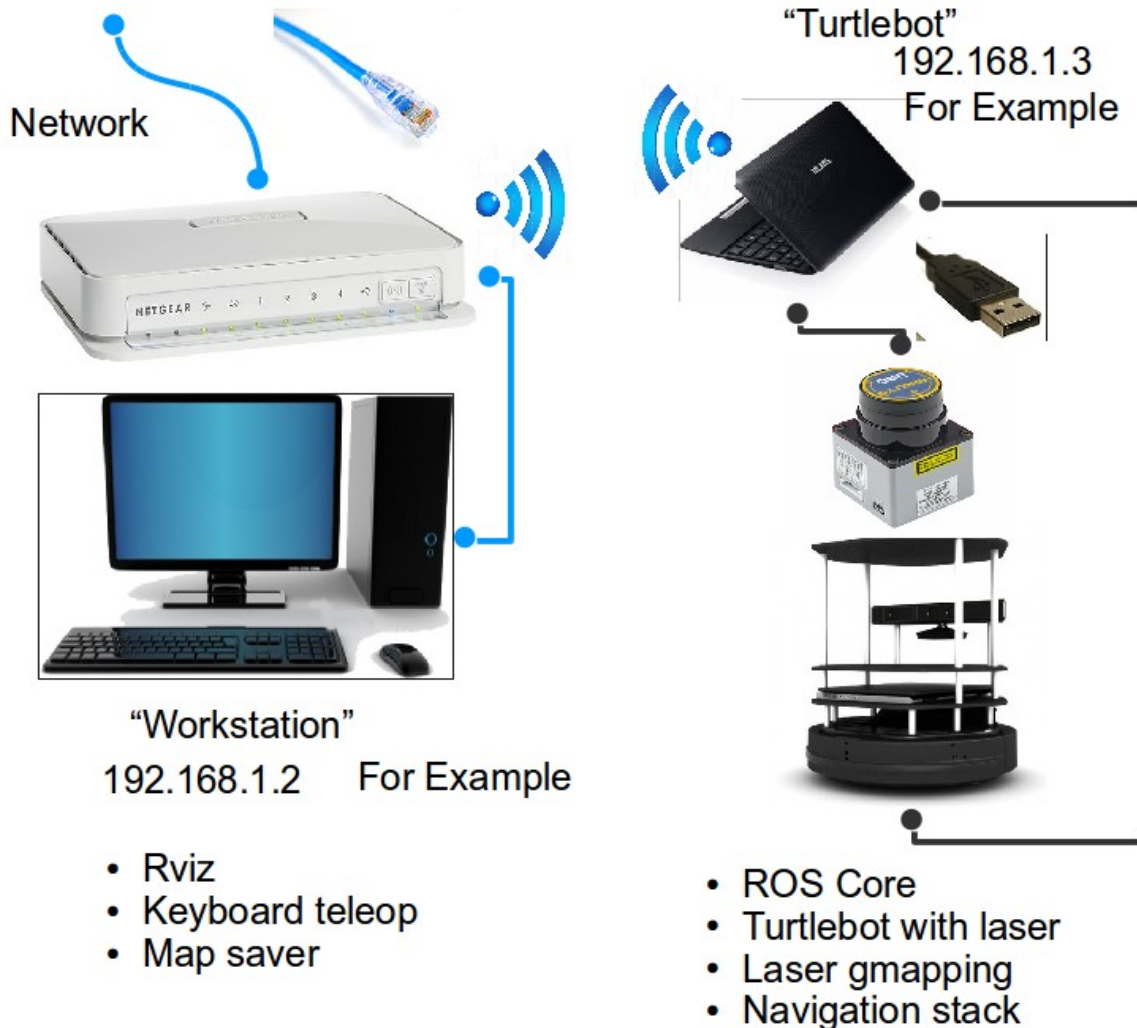 “Turtlebot”
192.168.1.3
For Example
Network
NETGEAR
“Workstation”
192.168.1.2 For Example
• Rviz
• Keyboard teleop
• Map saver
• ROS Core
• Turtlebot with laser
• Laser gmapping
• Navigation stack